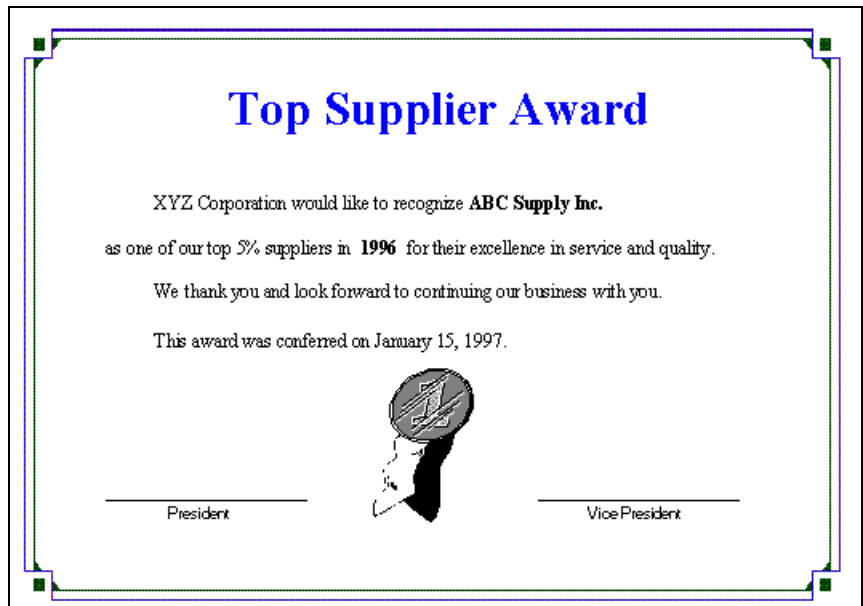 Top Supplier Award
XYZ Corporation would like to recognize ABC Supply Inc.
as one of our top 5% suppliers in 1996 for their excellence in service and quality.
We thank you and look forward to continuing our business with you.
This award was conferred on January 15, 1997.
1
President Vice President